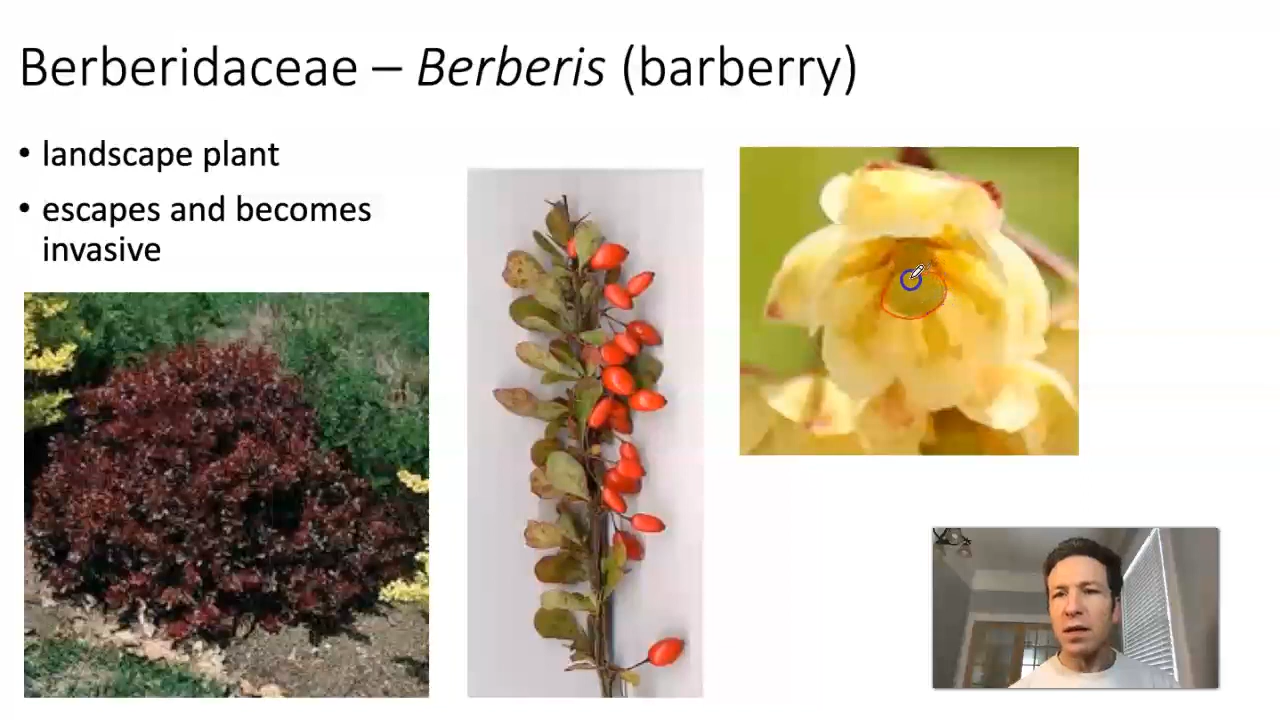 Berberidaceae – Berberis (barberry)
• landscape plant
• escapes and becomes
invasive